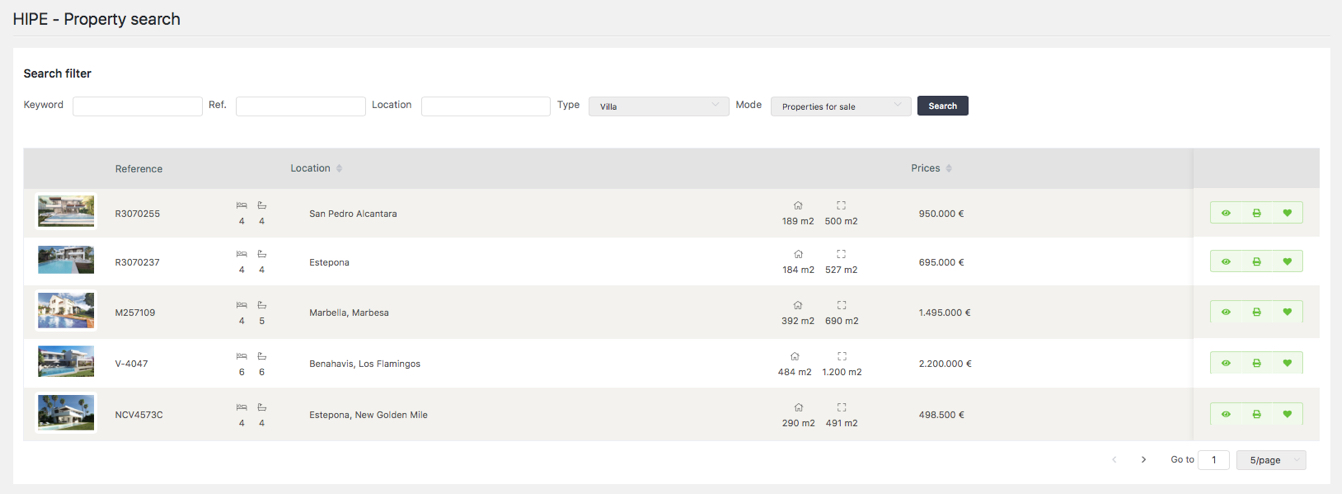 HIPE - Property search
Search filter
Keyword Ref. Location Type Villa Mode Properties for sale Search
Reference Location Prices
R3070255 4 4 San Pedro Alcantara 189 m2 500 m2 950.000 €
R3070237 4 4 Estepona 184 m2 527 m2 695.000 €
M257109 4 5 Marbella, Marbesa 392 m2 690 m2 1.495.000 €
V-4047 6 6 Benahavis, Los Flamingos 484 m2 1.200 m2 2.200.000 €
NCV4573C 4 4 Estepona, New Golden Mile 290 m2 491 m2 498.500 €
Go to 1 5/page